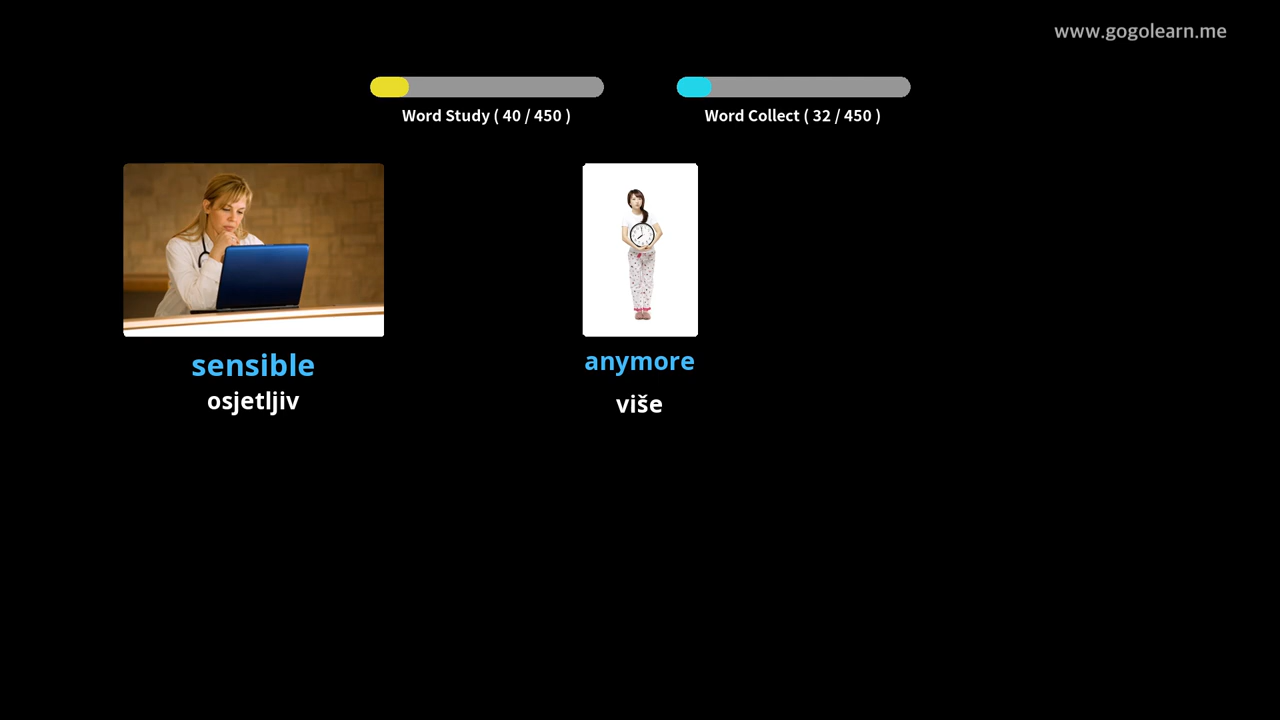 www.gogolearn.me
Word Study ( 40 / 450 )
Word Collect ( 32 / 450 )
sensible
osjetljiv
anymore
više